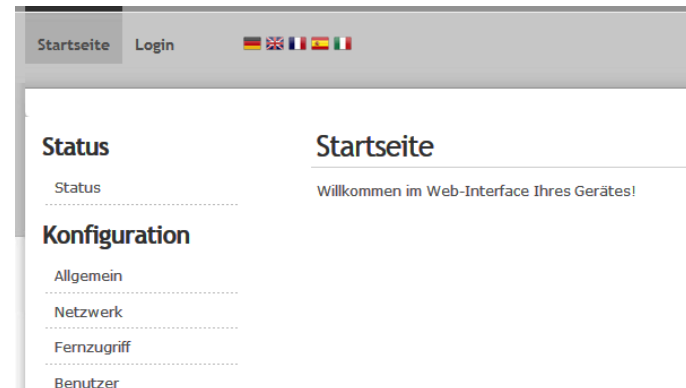 Startseite Login
Status
Status
Konfiguration
Allgemein
Netzwerk
Fernzugriff
Benutzer
Startseite
Willkommen im Web-Interface Ihres Gerätes!